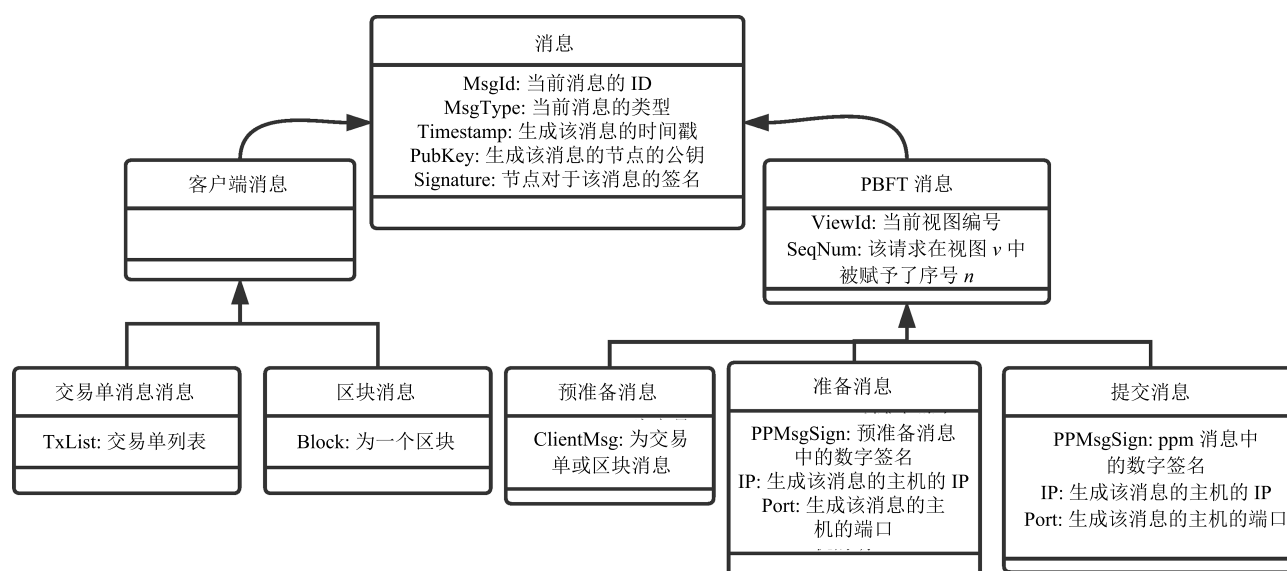 消息
MsgId: 当前消息的 ID
MsgType: 当前消息的类型
Timestamp: 生成该消息的时间戳
PubKey: 生成该消息的节点的公钥
Signature: 节点对于该消息的签名
客户端消息
PBFT 消息
ViewId: 当前视图编号
SeqNum: 该请求在视图 v 中
被赋予了序号 n
交易单消息消息
TxList: 交易单列表
区块消息
Block: 为一个区块
预准备消息
ClientMsg: 为交易
单或区块消息
准备消息
PPMsgSign: 预准备消息
中的数字签名
IP: 生成该消息的主机的 IP
Port: 生成该消息的主
机的端口
提交消息
PPMsgSign: ppm 消息中
的数字签名
IP: 生成该消息的主机的 IP
Port: 生成该消息的主机的端口